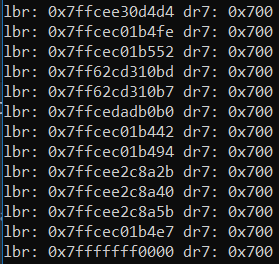 lbr: 0x7ffcee30d4d4 dr7: 0x700
lbr: 0x7ffcec01b4fe dr7: 0x700
lbr: 0x7ffcec01b552 dr7: 0x700
lbr: 0x7ff62cd310bd dr7: 0x700
lbr: 0x7ff62cd310b7 dr7: 0x700
lbr: 0x7ffcedadb0b0 dr7: 0x700
lbr: 0x7ffcec01b442 dr7: 0x700
lbr: 0x7ffcec01b494 dr7: 0x700
lbr: 0x7ffcee2c8a2b dr7: 0x700
lbr: 0x7ffcee2c8a40 dr7: 0x700
lbr: 0x7ffcee2c8a5b dr7: 0x700
lbr: 0x7ffcec01b4e7 dr7: 0x700
lbr: 0x7fffffff0000 dr7: 0x700